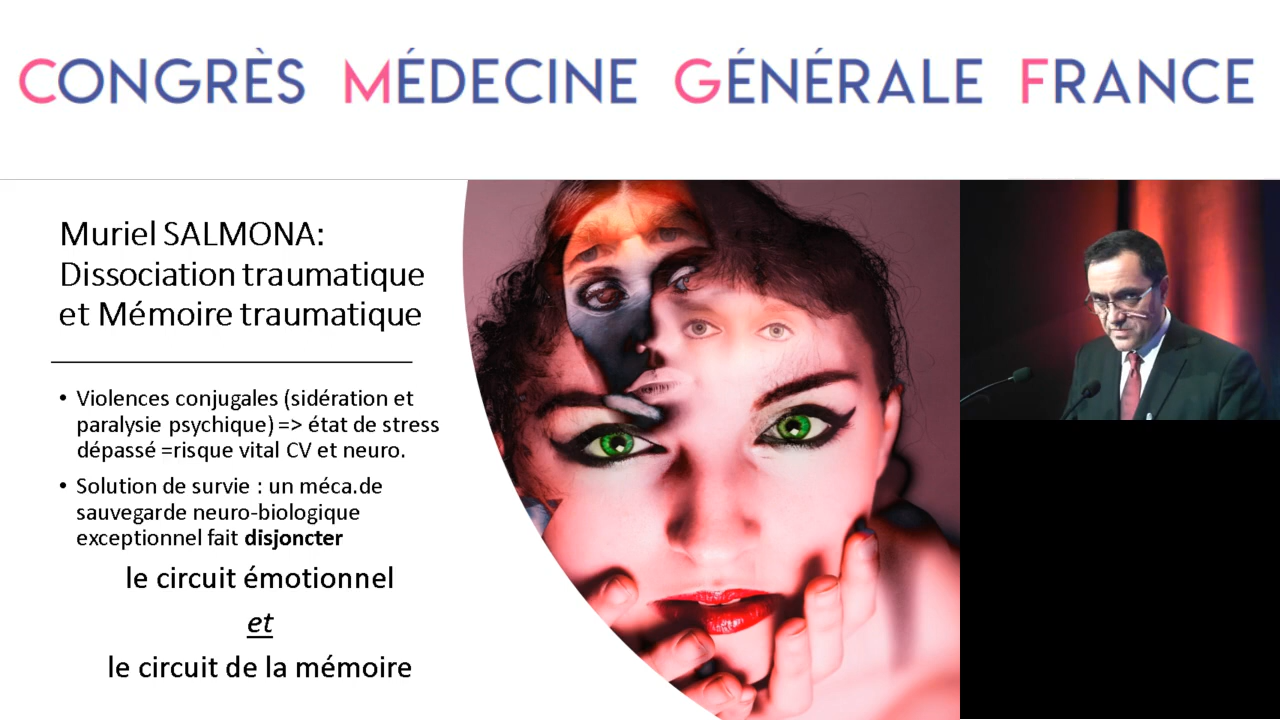 CONGRÈS MÉDECINE GÉNÉRALE FRANCE
Muriel SALMONA:
Dissociation traumatique
et Mémoire traumatique
• Violences conjugales (sidération et
paralysie psychique) => état de stress
dépassé =risque vital CV et neuro.
• Solution de survie : un méca.de
sauvegarde neuro-biologique
exceptionnel fait disjoncter
le circuit émotionnel
et
le circuit de la mémoire